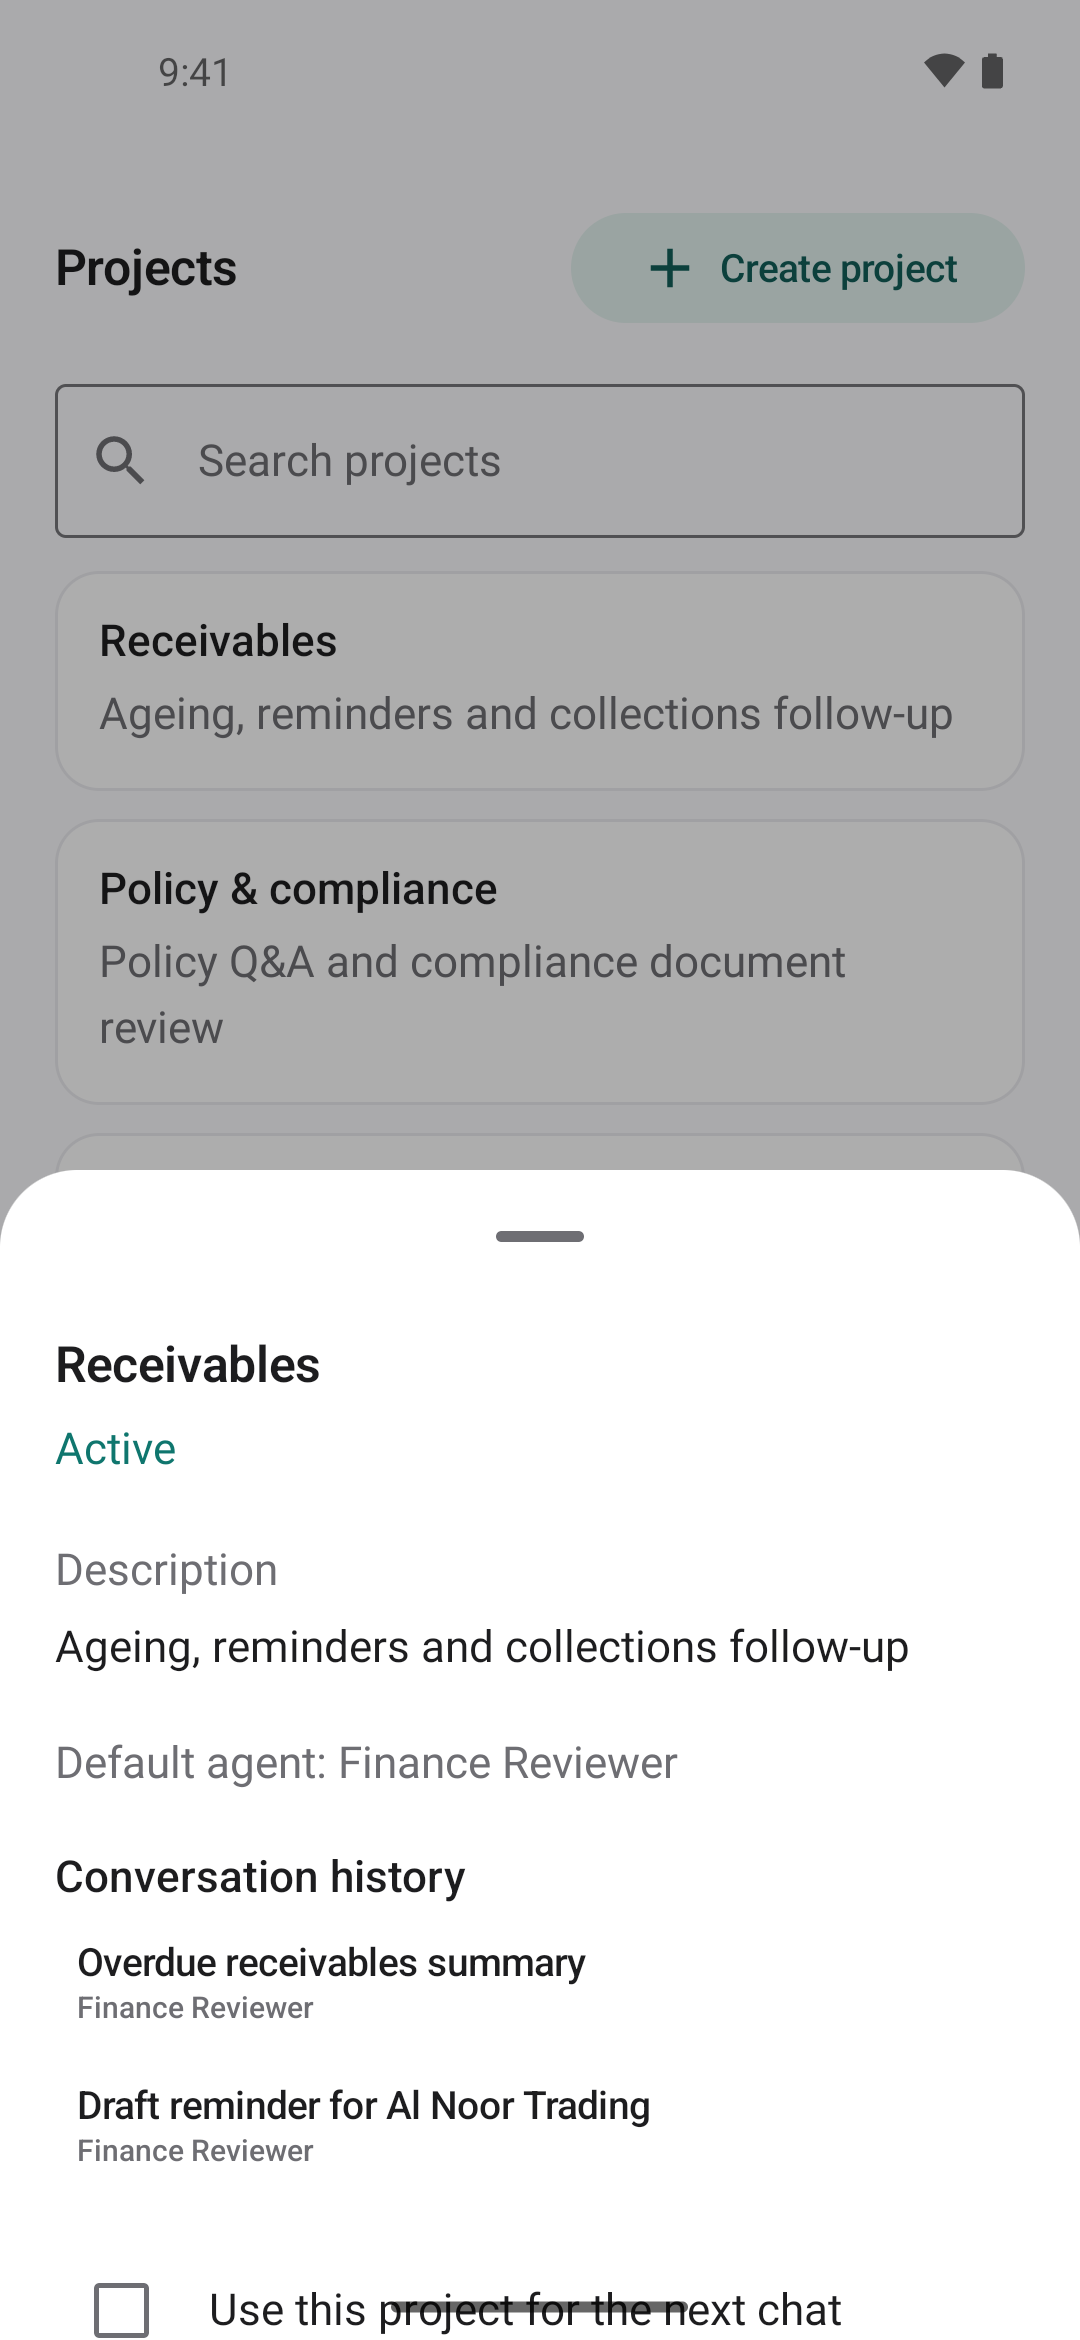 9:41
Projects
Create project
Search projects
Receivables
Ageing, reminders and collections follow-up
Policy & compliance
Policy Q&A and compliance document
review
Receivables
Active
Description
Ageing, reminders and collections follow-up
Default agent: Finance Reviewer
Conversation history
Overdue receivables summary
Finance Reviewer
Draft reminder for Al Noor Trading
Finance Reviewer
Use this project for the next chat